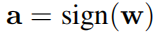 a = sign(w)